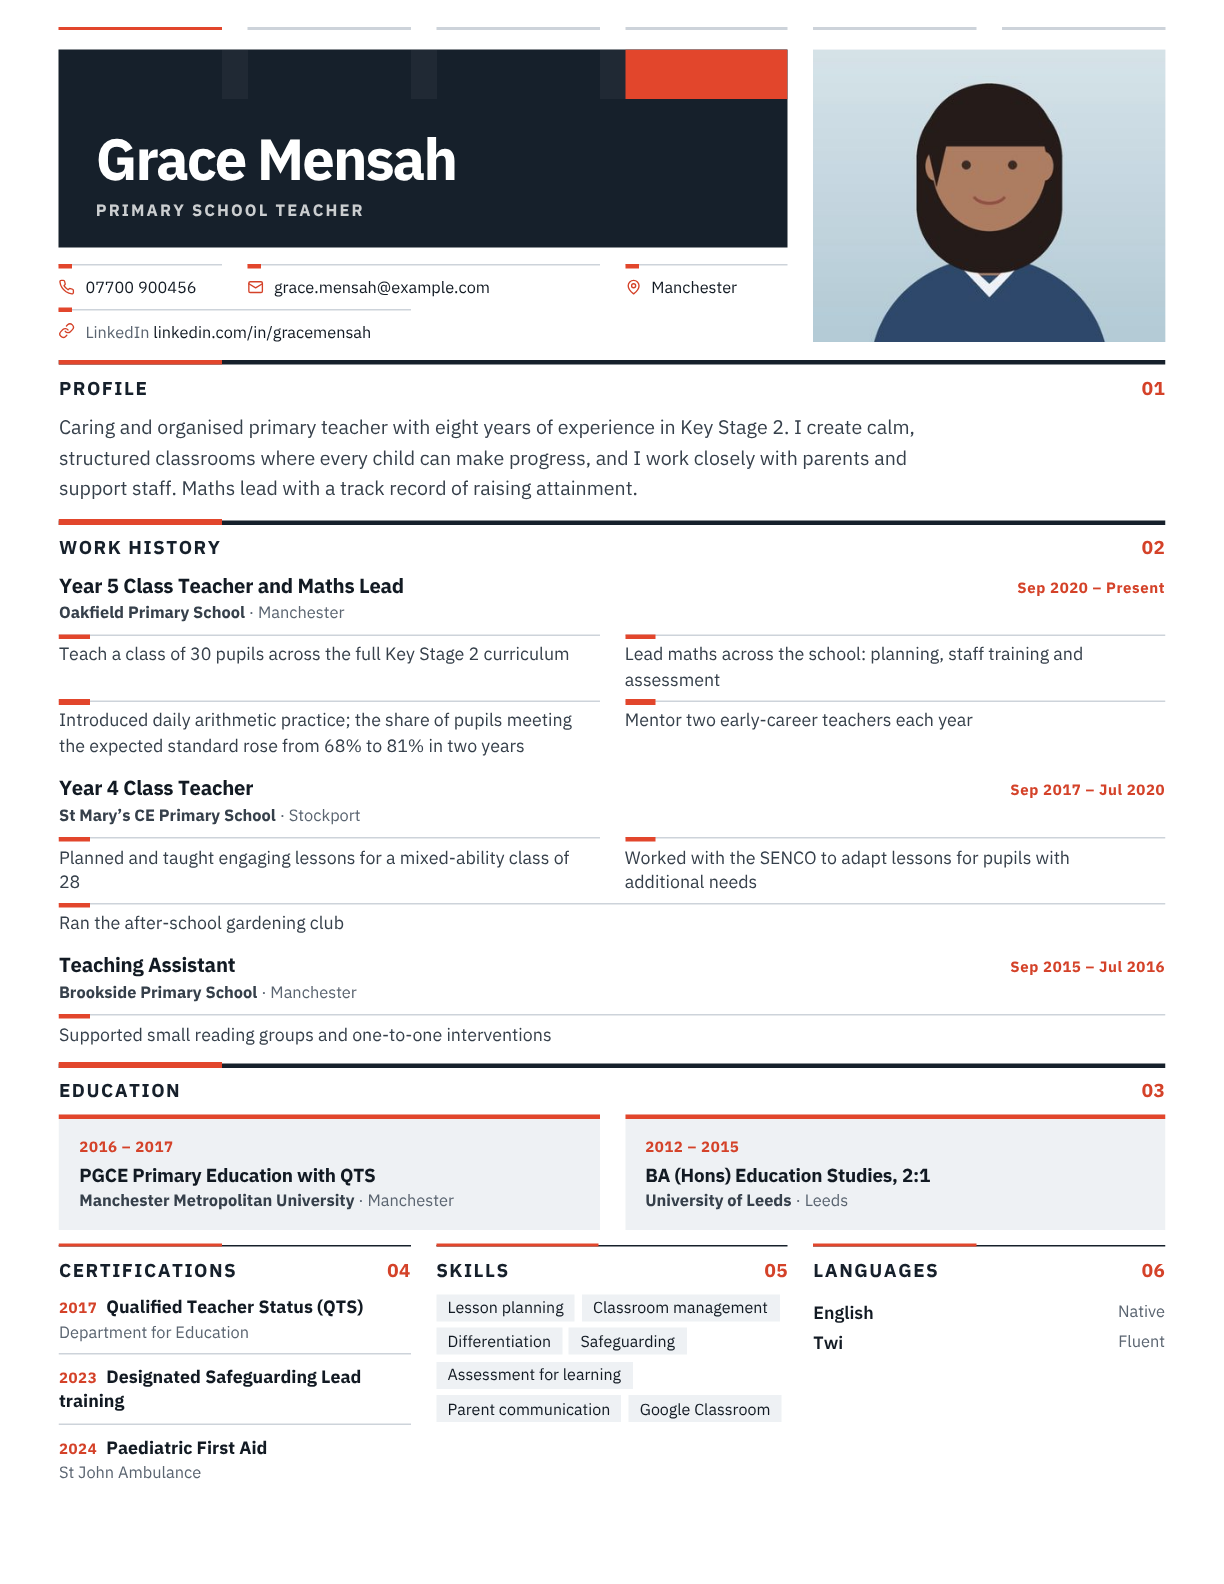 Grace Mensah
PRIMARY SCHOOL TEACHER
07700 900456
grace.mensah@example.com
Manchester
LinkedIn linkedin.com/in/gracemensah
PROFILE
01
Caring and organised primary teacher with eight years of experience in Key Stage 2. I create calm,
structured classrooms where every child can make progress, and I work closely with parents and
support staff. Maths lead with a track record of raising attainment.
WORK HISTORY
02
Year 5 Class Teacher and Maths Lead
Sep 2020 – Present
Oakfield Primary School · Manchester
Teach a class of 30 pupils across the full Key Stage 2 curriculum
Lead maths across the school: planning, staff training and
assessment
Introduced daily arithmetic practice; the share of pupils meeting
the expected standard rose from 68% to 81% in two years
Mentor two early-career teachers each year
Year 4 Class Teacher
Sep 2017 – Jul 2020
St Mary’s CE Primary School · Stockport
Planned and taught engaging lessons for a mixed-ability class of
28
Worked with the SENCO to adapt lessons for pupils with
additional needs
Ran the after-school gardening club
Teaching Assistant
Sep 2015 – Jul 2016
Brookside Primary School · Manchester
Supported small reading groups and one-to-one interventions
EDUCATION
03
2016 – 2017
PGCE Primary Education with QTS
Manchester Metropolitan University · Manchester
2012 – 2015
BA (Hons) Education Studies, 2:1
University of Leeds · Leeds
CERTIFICATIONS
04
2017 Qualified Teacher Status (QTS)
Department for Education
2023 Designated Safeguarding Lead
training
2024 Paediatric First Aid
St John Ambulance
SKILLS
05
Lesson planning
Classroom management
Differentiation
Safeguarding
Assessment for learning
Parent communication
Google Classroom
LANGUAGES
06
English
Native
Twi
Fluent